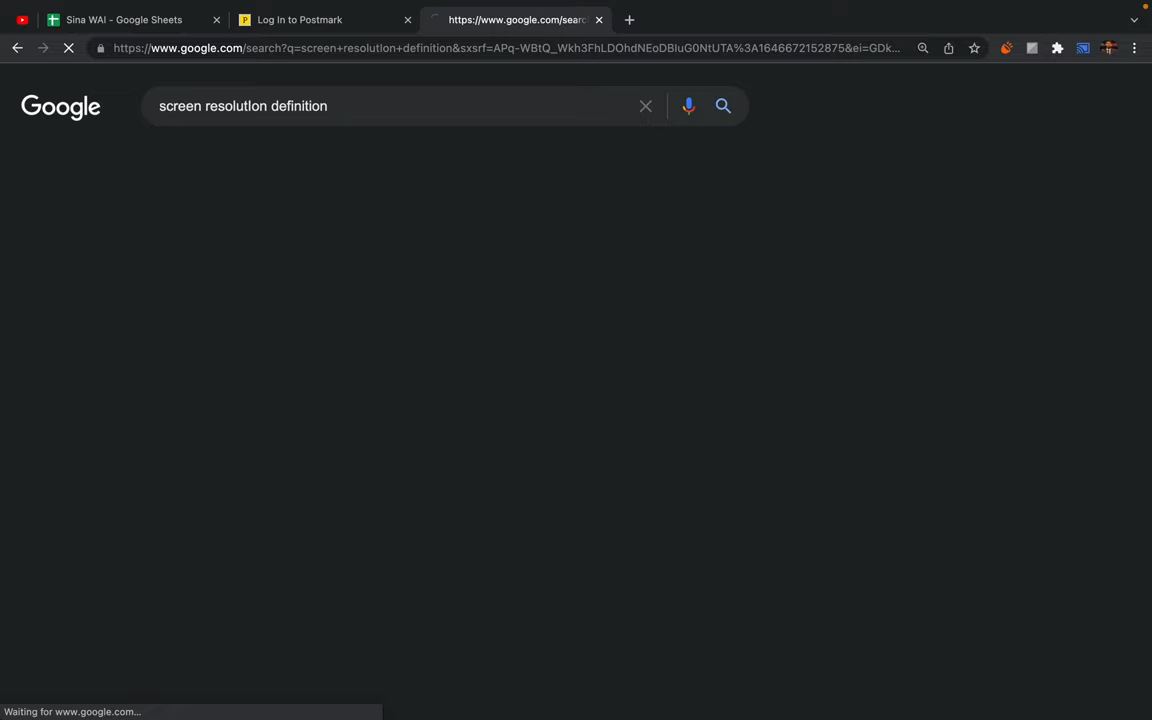 Sina WAI - Google Sheets
Log In to Postmark
https://www.google.com/searc
https://www.google.com/search?q=screen+resolutIon+definition&sxsrf=APq-WBtQ_Wkh3FhLDOhdNEoDBIuG0NtUTA%3A1646672152875&ei=GDk...
Google
screen resolutIon definition
Waiting for www.google.com...